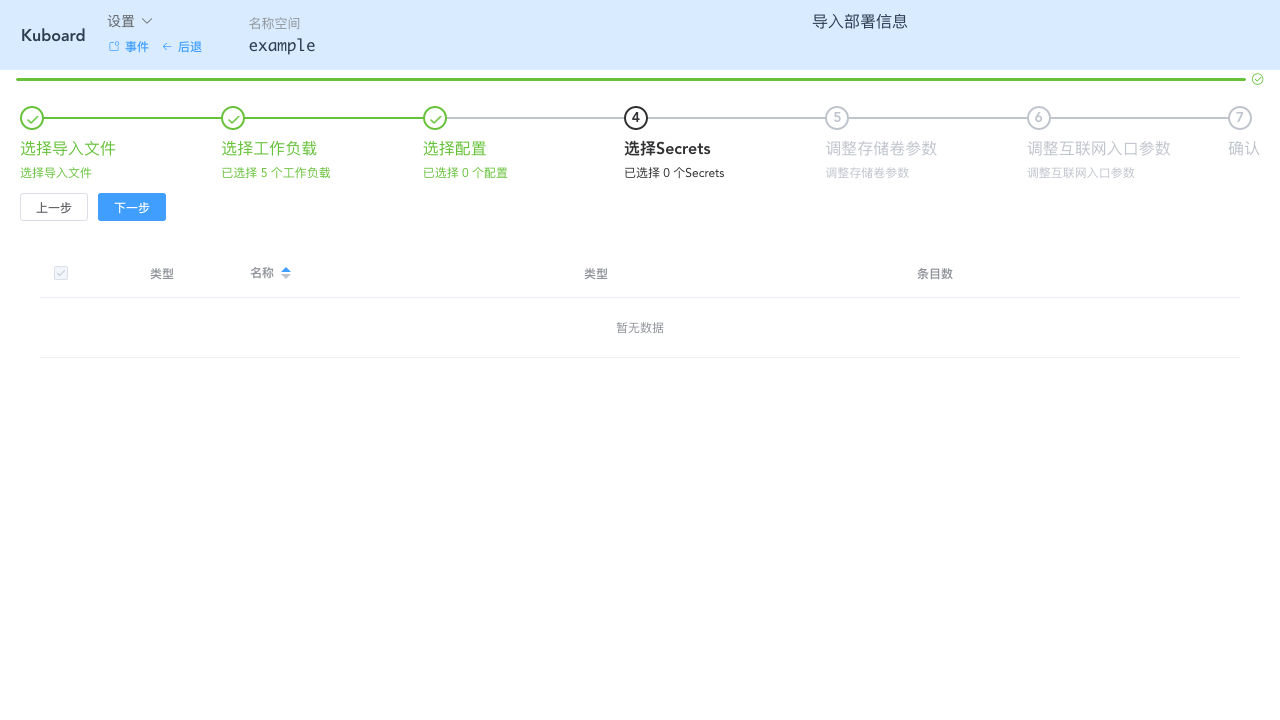 Kuboard
设置
事件 后退
名称空间
example
导入部署信息
4 5 6 7
选择导入文件 选择工作负载 选择配置 选择Secrets 调整存储卷参数 调整互联网入口参数 确认
选择导入文件 已选择 5 个工作负载 已选择 0 个配置 已选择 0 个Secrets 调整存储卷参数 调整互联网入口参数
上一步 下一步
类型 名称 类型 条目数
暂无数据